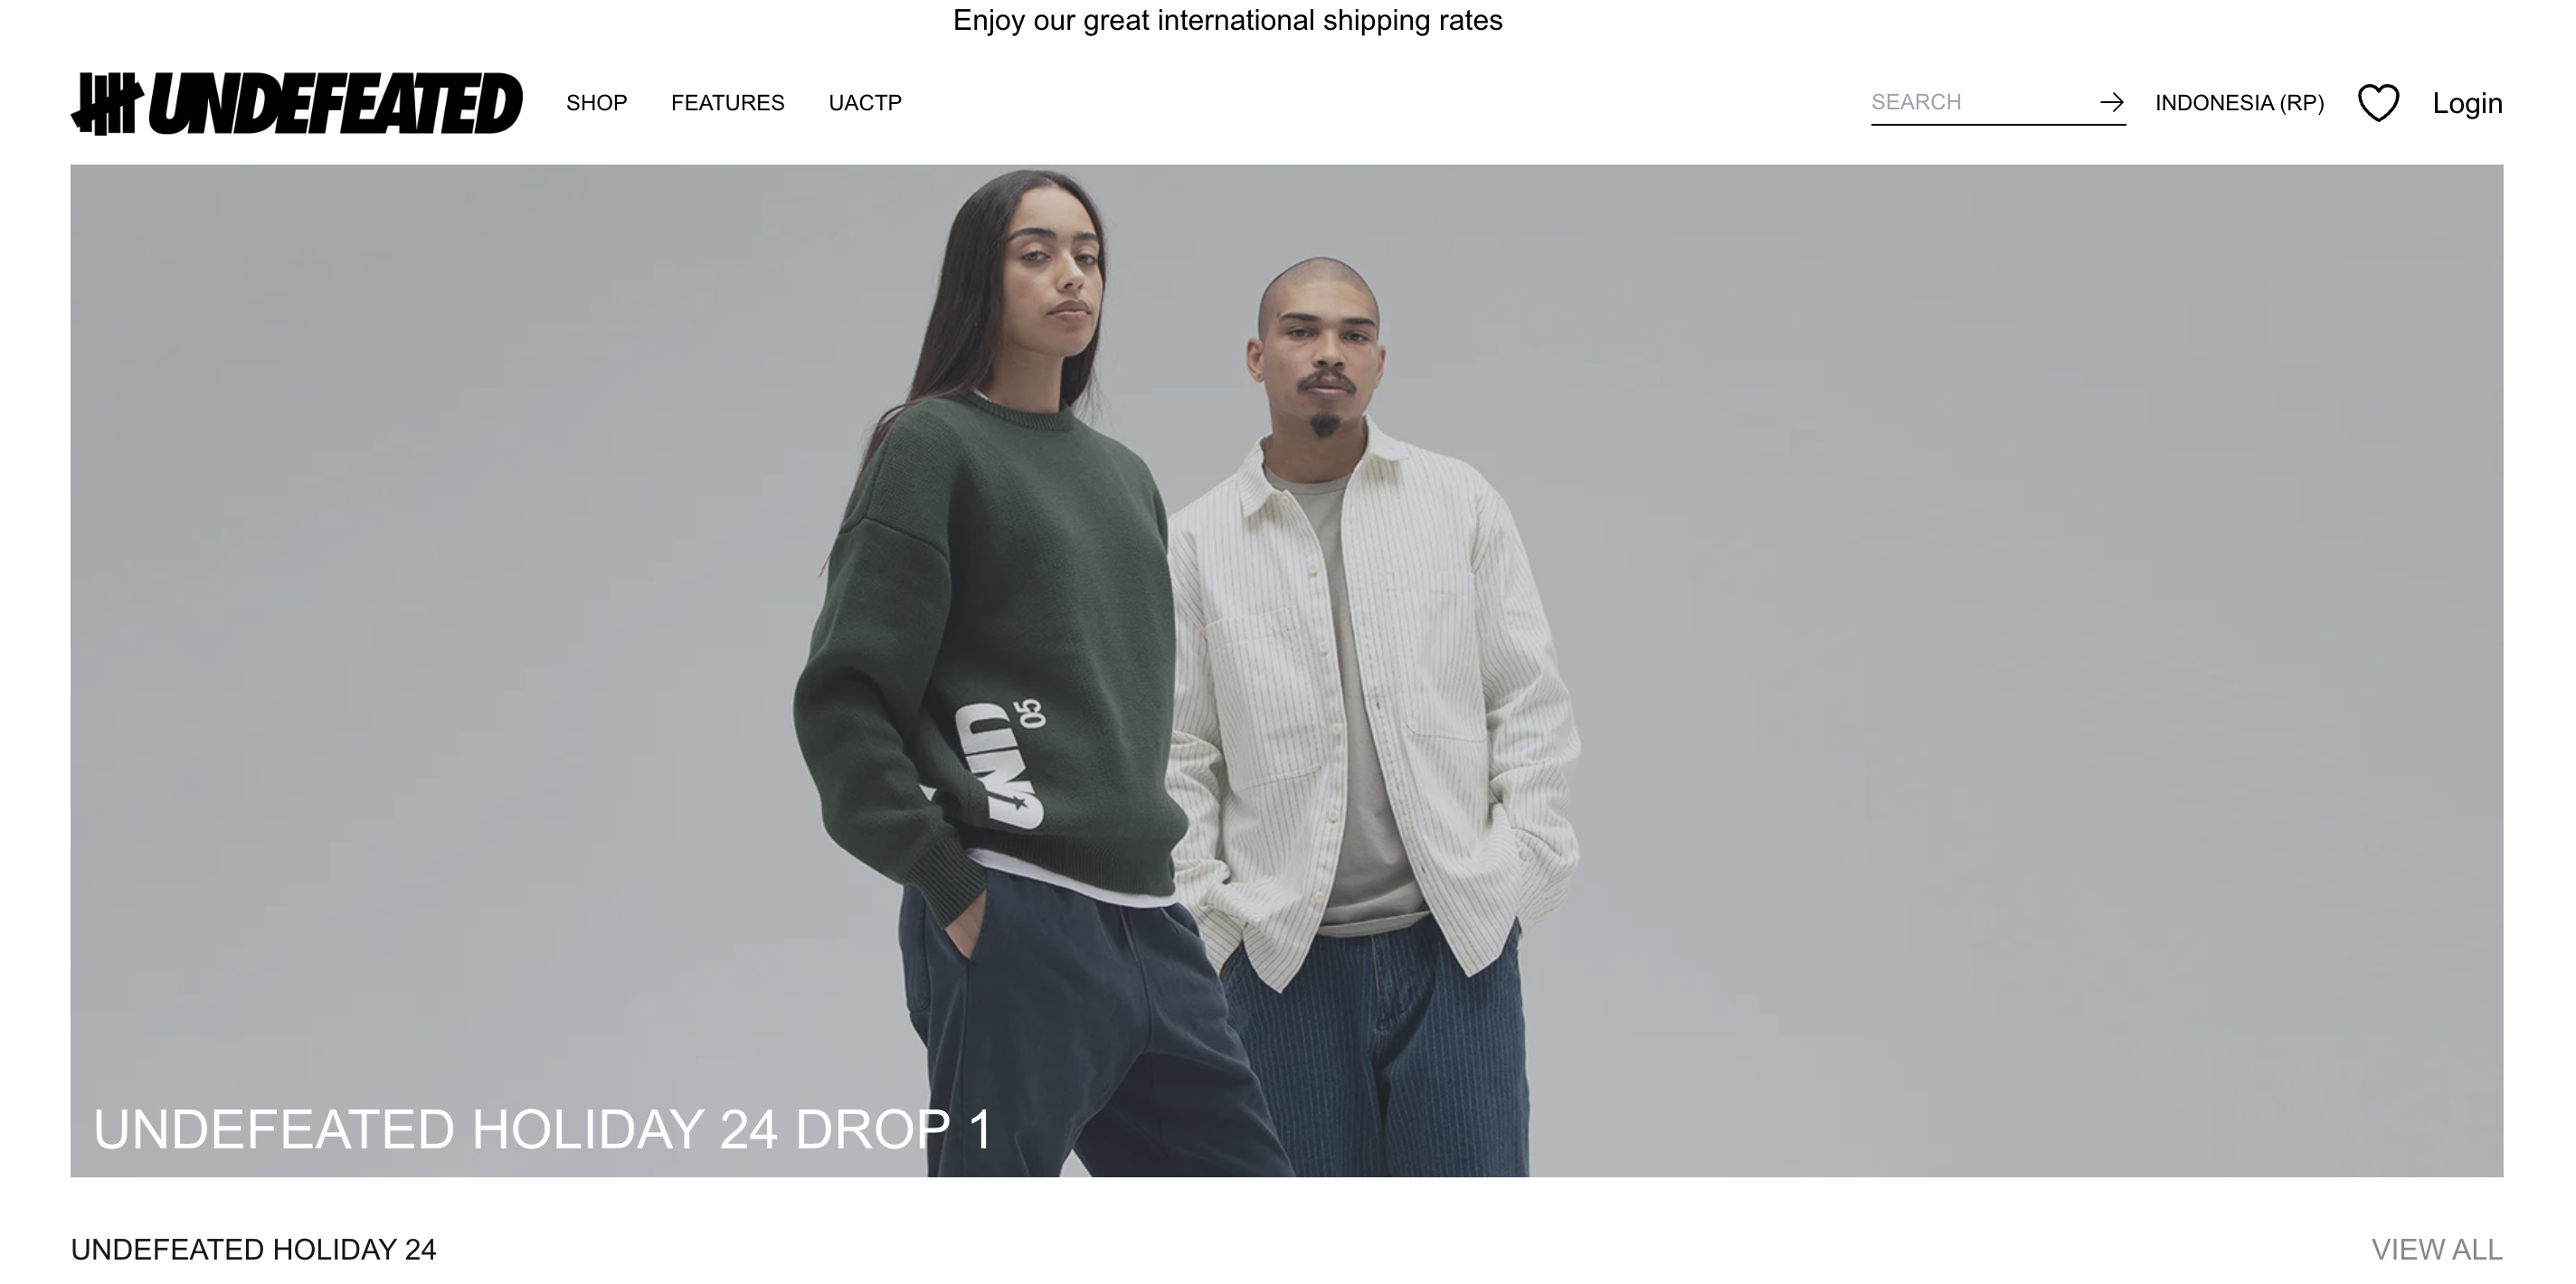 Enjoy our great international shipping rates
UNDEFEATED
SHOP
FEATURES
UACTP
SEARCH
INDONESIA (RP)
Login
UND
05
UNDEFEATED HOLIDAY 24 DROP 1
UNDEFEATED HOLIDAY 24
VIEW ALL